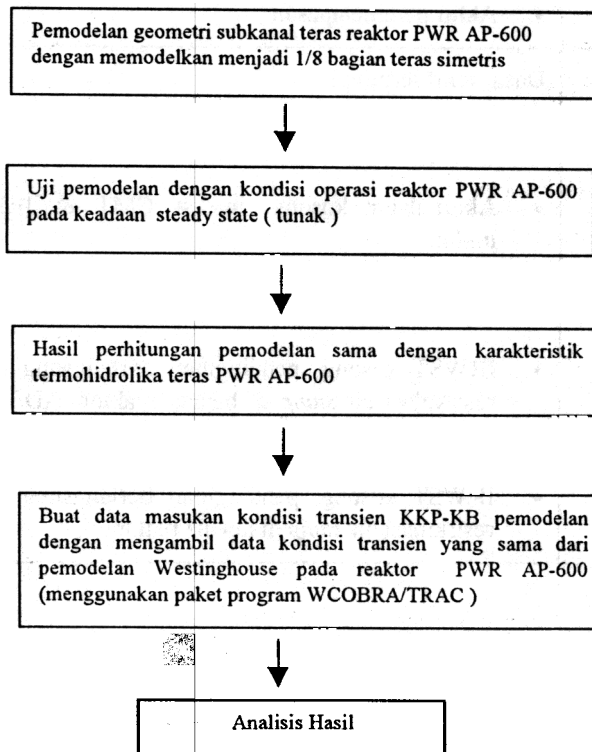 Pemodelan geometri subkanal teras reaktor PWR AP-600
dengan memodelkan menjadi 1/8 bagian teras simetris
Uji pemodelan dengan kondisi operasi reaktor PWR AP-600
pada keadaan steady state ( tunak )
Hasil perhitungan pemodelan sama dengan karakteristik
termohidrolika teras PWR AP-600
Buat data masukan kondisi transien KKP-KB pemodelan
dengan mengambil data kondisi transien yang sama dari
pemodelan Westinghouse pada reaktor PWR AP-600
(menggunakan paket program WCOBRA/TRAC )
Analisis Hasil